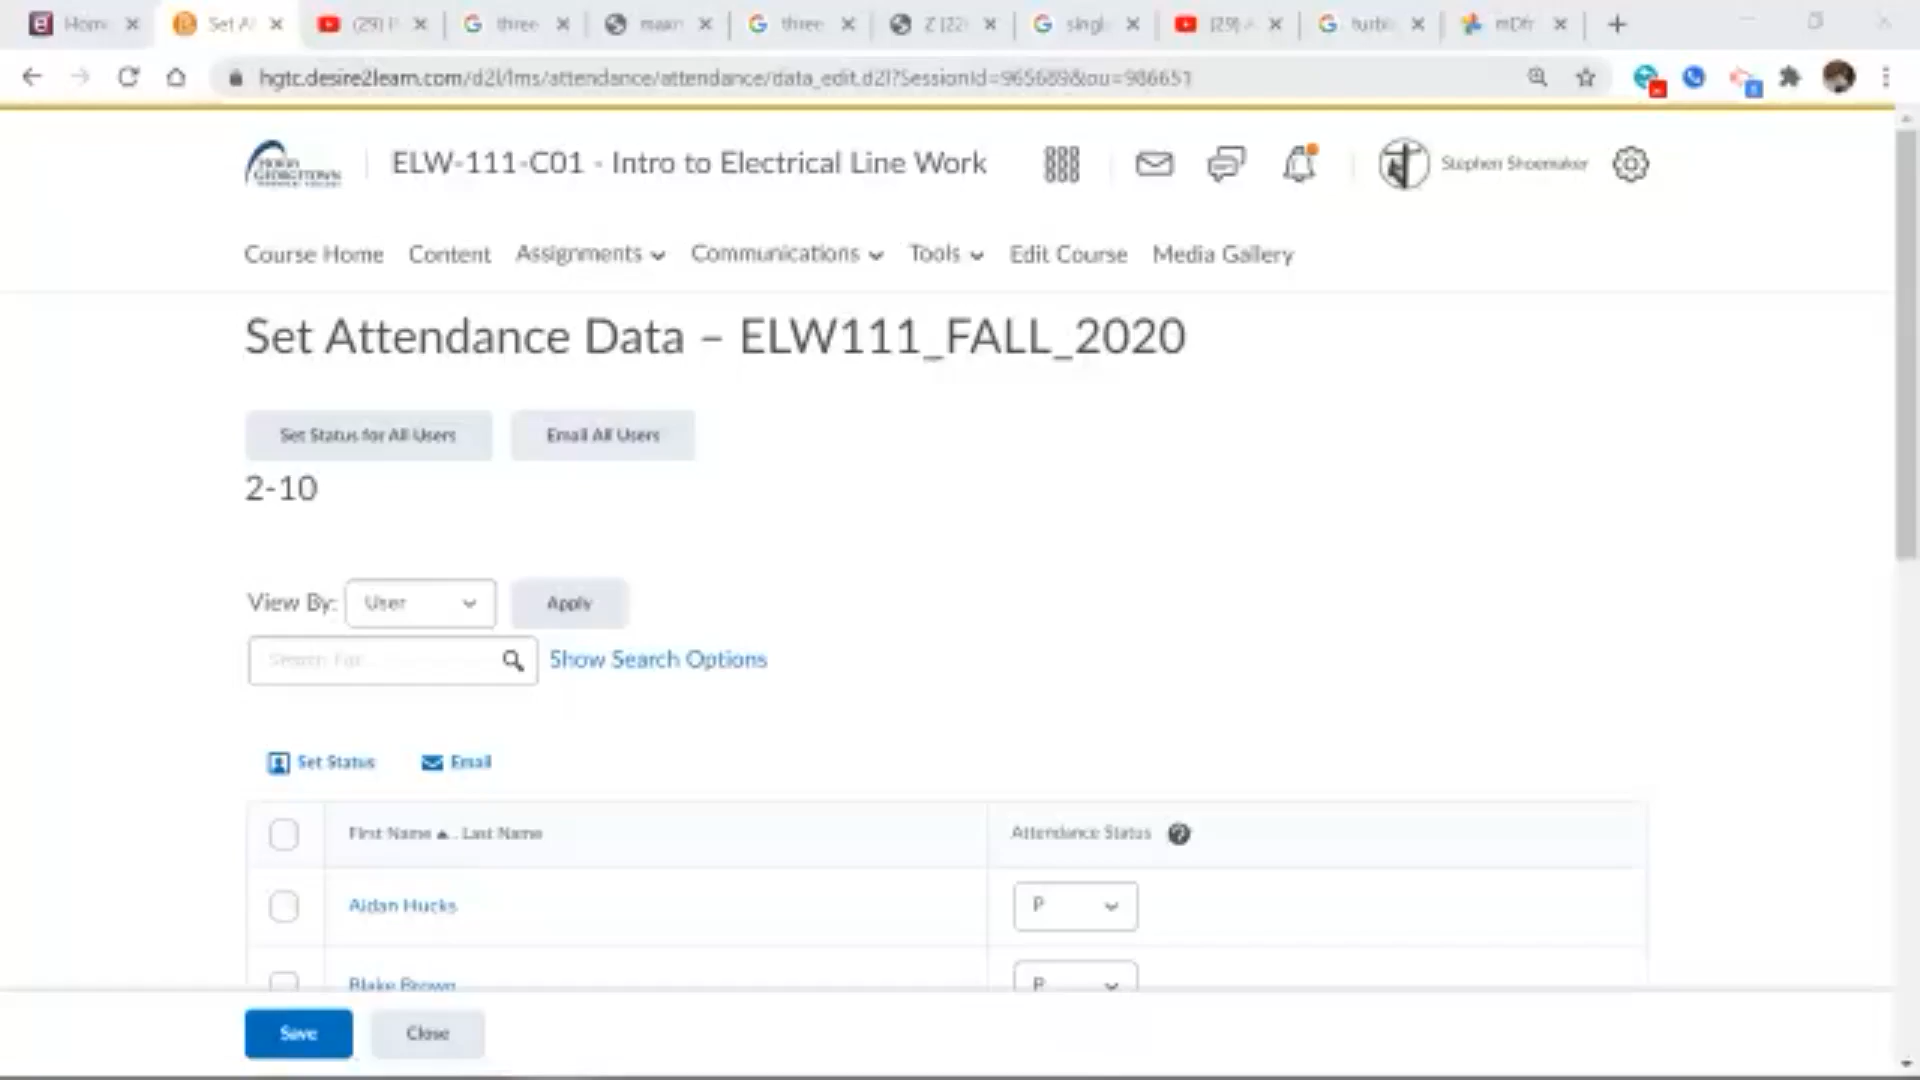 Hom
Set A
(29)
three
maxn
three
Z (22
singl
(29)
turbi
hgtc.desire2learn.com/d2l/lms/attendance/attendance/data_edit.d2l?SessionId=965689&ou=986651
HORRY GEORGETOWN
ELW-111-C01 - Intro to Electrical Line Work
Stephen Shoemaker
Course Home Content Assignments Communications Tools Edit Course Media Gallery
Set Attendance Data – ELW111_FALL_2020
Set Status for All Users Email All Users
2-10
View By: User Apply
Search For... Show Search Options
Set Status Email
First Name ▲, Last Name Attendance Status ?
Aidan Hucks P
Blake Brown P
Save Close